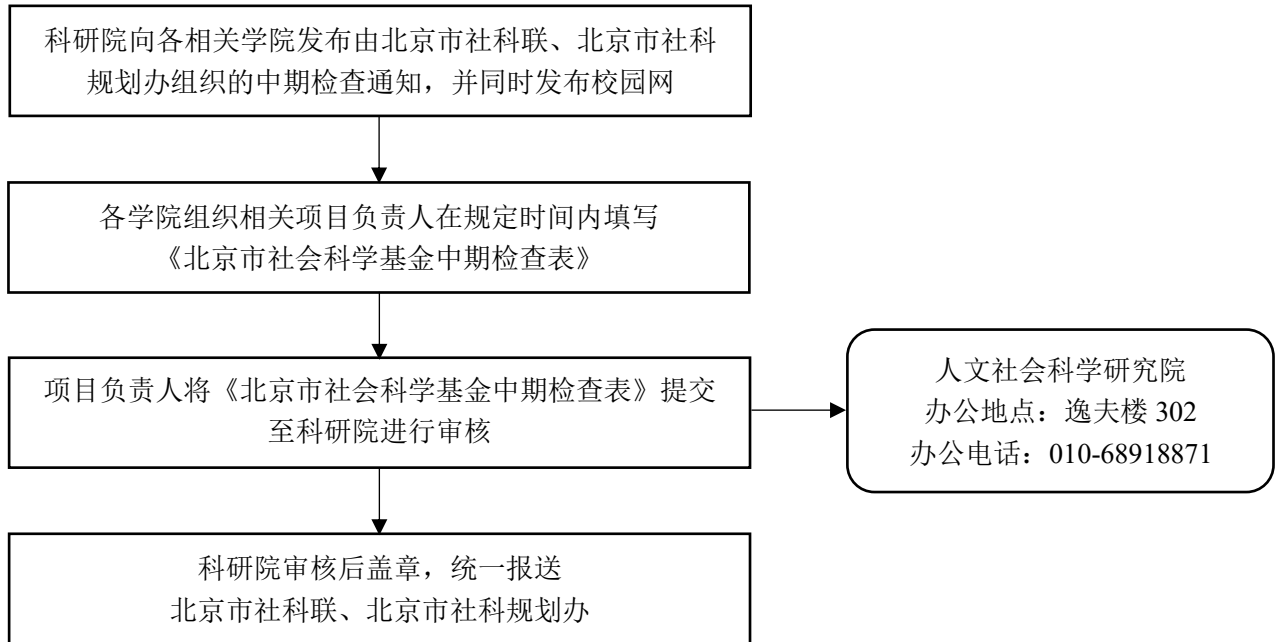 科研院向各相关学院发布由北京市社科联、北京市社科
规划办组织的中期检查通知，并同时发布校园网
各学院组织相关项目负责人在规定时间内填写
《北京市社会科学基金中期检查表》
项目负责人将《北京市社会科学基金中期检查表》提交
至科研院进行审核
人文社会科学研究院
办公地点：逸夫楼 302
办公电话：010-68918871
科研院审核后盖章，统一报送
北京市社科联、北京市社科规划办